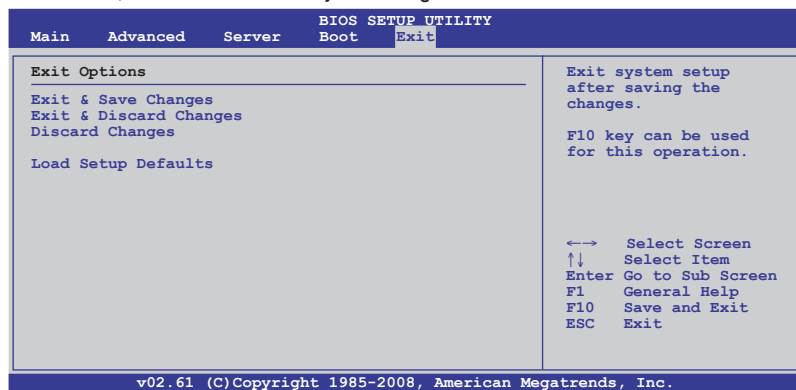 BIOS SETUP UTILITY
Main Advanced Server Boot Exit
Exit Options
Exit & Save Changes
Exit & Discard Changes
Discard Changes
Load Setup Defaults
Exit system setup
after saving the
changes.
F10 key can be used
for this operation.
←→ Select Screen
↑↓ Select Item
Enter Go to Sub Screen
F1 General Help
F10 Save and Exit
ESC Exit
v02.61 (C)Copyright 1985-2008, American Megatrends, Inc.